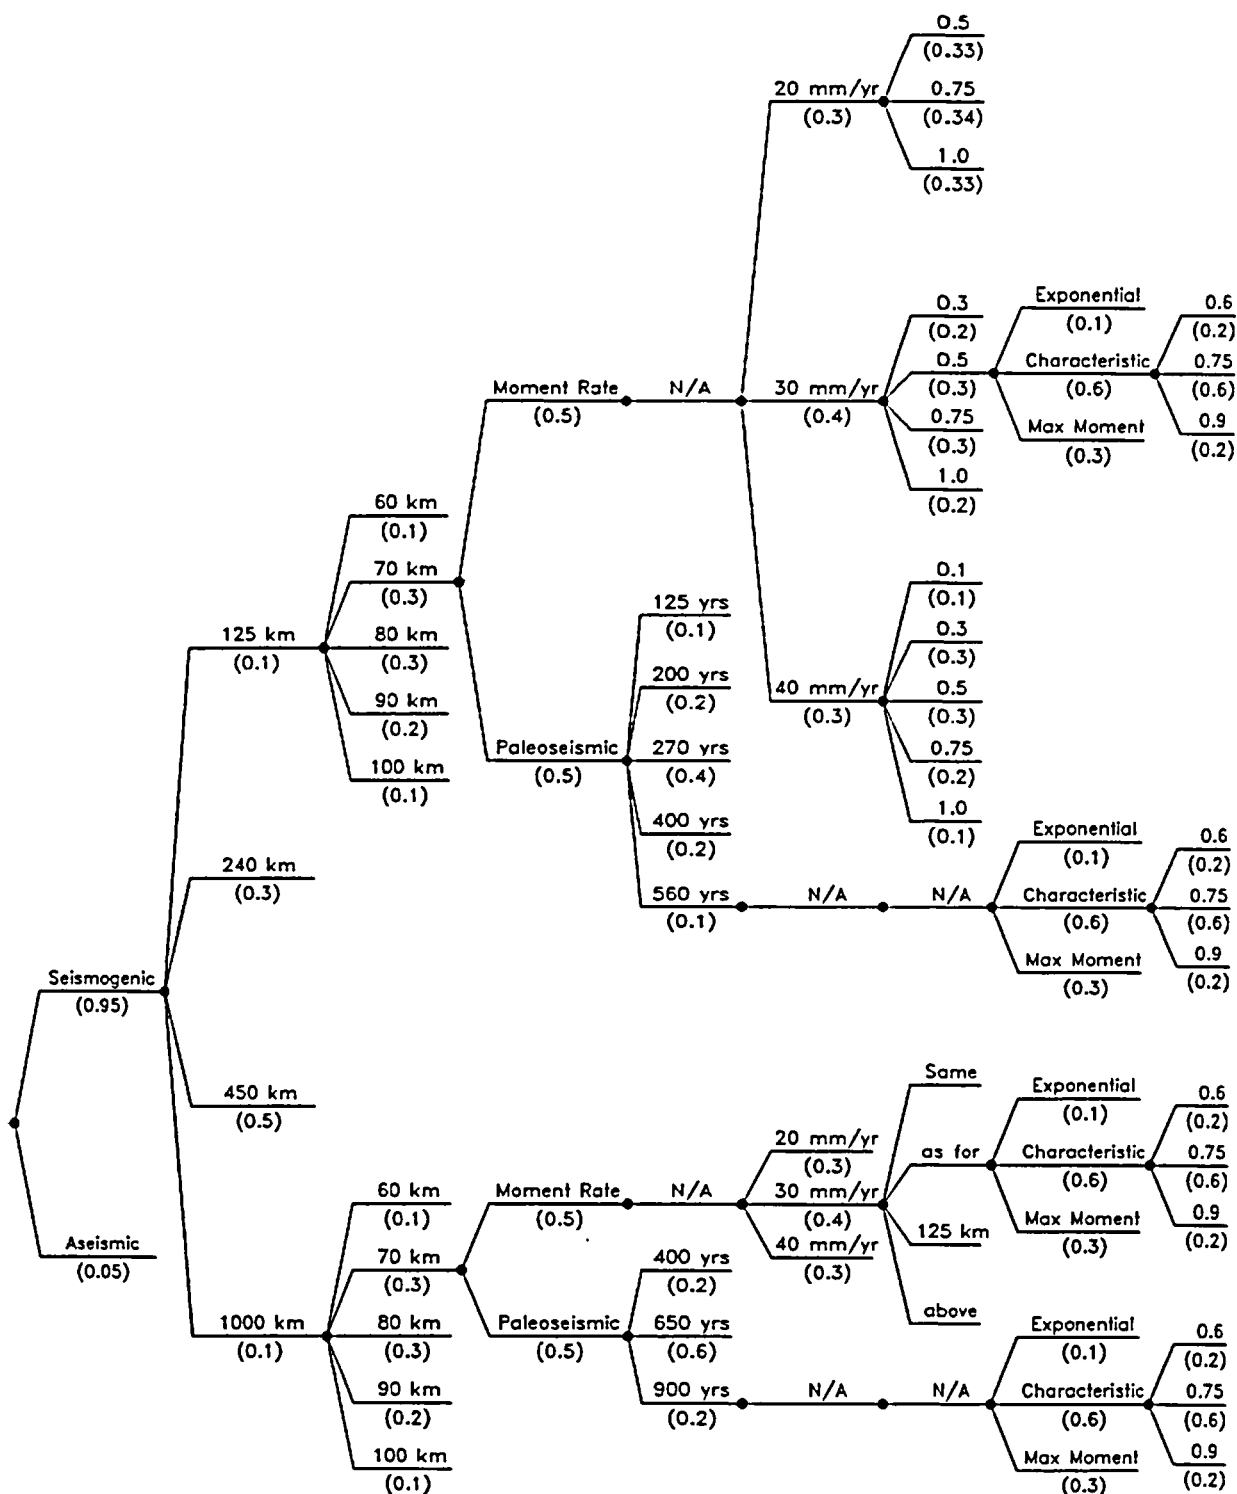 0.5
(0.33)
20 mm/yr
(0.3)
0.75
(0.34)
1.0
(0.33)
Moment Rate
(0.5)
N/A
30 mm/yr
(0.4)
0.3
(0.2)
0.5
(0.3)
0.75
(0.3)
1.0
(0.2)
Exponential
(0.1)
Characteristic
(0.6)
Max Moment
(0.3)
0.6
(0.2)
0.75
(0.6)
0.9
(0.2)
60 km
(0.1)
70 km
(0.3)
80 km
(0.3)
90 km
(0.2)
100 km
(0.1)
125 km
(0.1)
125 yrs
(0.1)
200 yrs
(0.2)
Paleoseismic
(0.5)
270 yrs
(0.4)
400 yrs
(0.2)
560 yrs
(0.1)
40 mm/yr
(0.3)
0.1
(0.1)
0.3
(0.3)
0.5
(0.3)
0.75
(0.2)
1.0
(0.1)
N/A
N/A
Exponential
(0.1)
Characteristic
(0.6)
Max Moment
(0.3)
0.6
(0.2)
0.75
(0.6)
0.9
(0.2)
240 km
(0.3)
Seismogenic
(0.95)
450 km
(0.5)
Aseismic
(0.05)
1000 km
(0.1)
60 km
(0.1)
70 km
(0.3)
80 km
(0.3)
90 km
(0.2)
100 km
(0.1)
Moment Rate
(0.5)
N/A
20 mm/yr
(0.3)
30 mm/yr
(0.4)
40 mm/yr
(0.3)
Same
as for
125 km
above
Exponential
(0.1)
Characteristic
(0.6)
Max Moment
(0.3)
0.6
(0.2)
0.75
(0.6)
0.9
(0.2)
Paleoseismic
(0.5)
400 yrs
(0.2)
650 yrs
(0.6)
900 yrs
(0.2)
N/A
N/A
Exponential
(0.1)
Characteristic
(0.6)
Max Moment
(0.3)
0.6
(0.2)
0.75
(0.6)
0.9
(0.2)